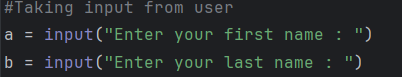 #Taking input from user
a = input("Enter your first name : ")
b = input("Enter your last name : ")